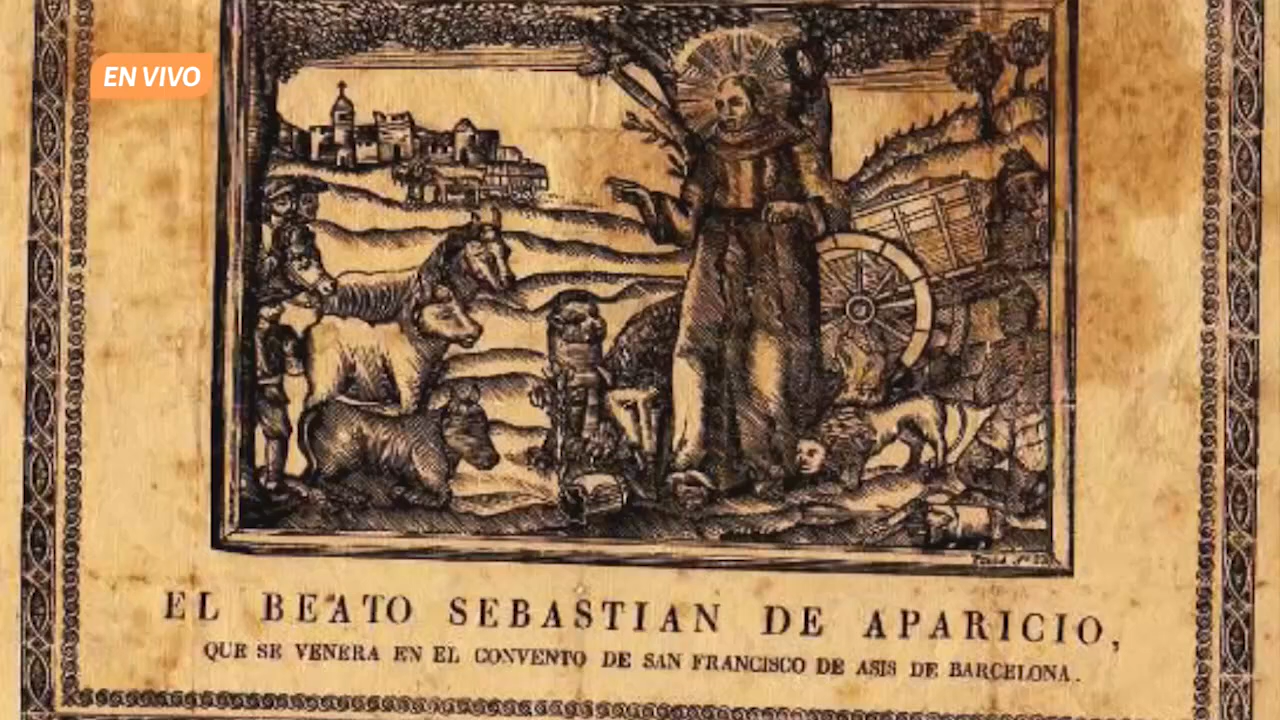 EN VIVO
EL BEATO SEBASTIAN DE APARICIO,
QUE SE VENERA EN EL CONVENTO DE SAN FRANCISCO DE ASIS DE BARCELONA.